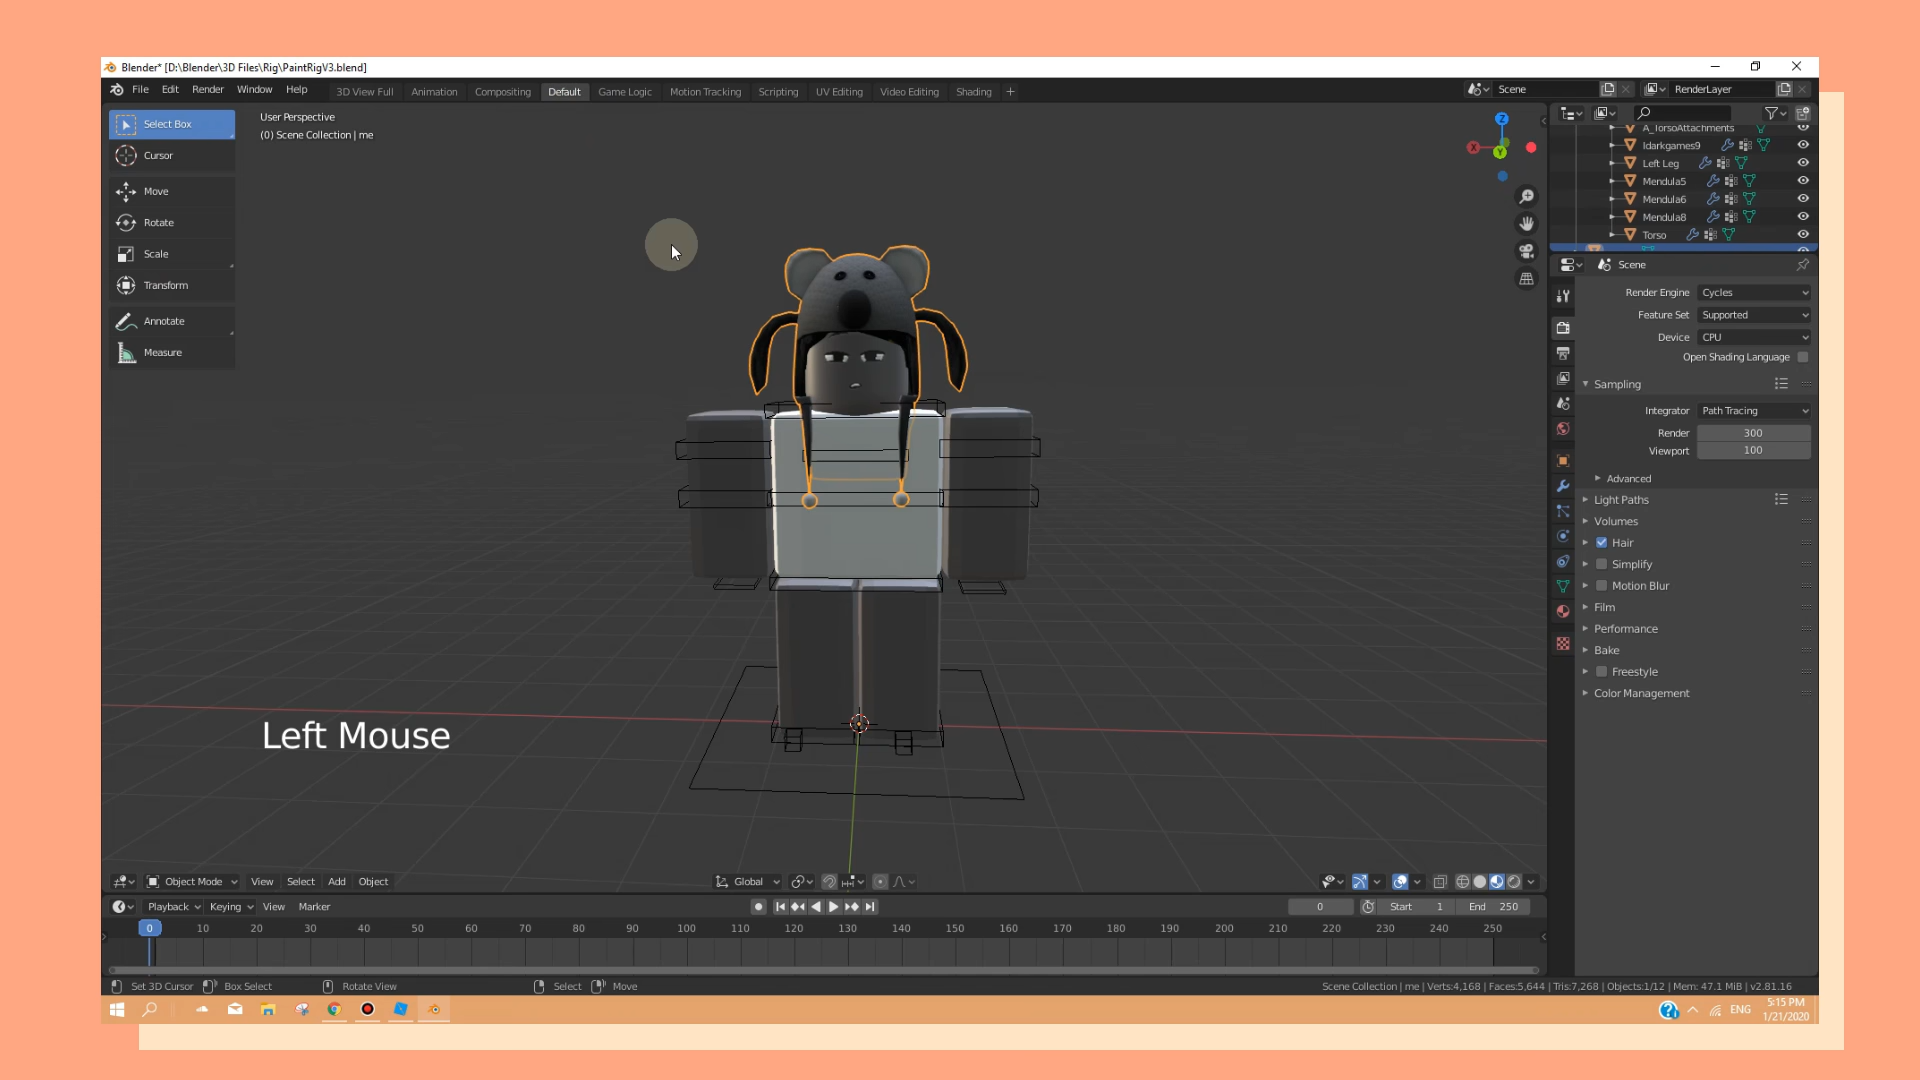 Blender* [D:\Blender\3D Files\Rig\PaintRigV3.blend]
File Edit Render Window Help
3D View Full Animation Compositing Default Game Logic Motion Tracking Scripting UV Editing Video Editing Shading
Scene
RenderLayer
Select Box
Cursor
Move
Rotate
Scale
Transform
Annotate
Measure
User Perspective
(0) Scene Collection | me
Z
X
Y
A_TorsoAttachments
Idarkgames9
Left Leg
Mendula5
Mendula6
Mendula8
Torso
Scene
Render Engine Cycles
Feature Set Supported
Device CPU
Open Shading Language
Sampling
Integrator Path Tracing
Render 300
Viewport 100
Advanced
Light Paths
Volumes
Hair
Simplify
Motion Blur
Film
Performance
Bake
Freestyle
Color Management
Left Mouse
Object Mode View Select Add Object
Global
Playback Keying View Marker
0 Start 1 End 250
0 10 20 30 40 50 60 70 80 90 100 110 120 130 140 150 160 170 180 190 200 210 220 230 240 250
Set 3D Cursor Box Select Rotate View Select Move
Scene Collection | me | Verts:4,168 | Faces:5,644 | Tris:7,268 | Objects:1/12 | Mem: 47.1 MiB | v2.81.16
ENG
5:15 PM
1/21/2020